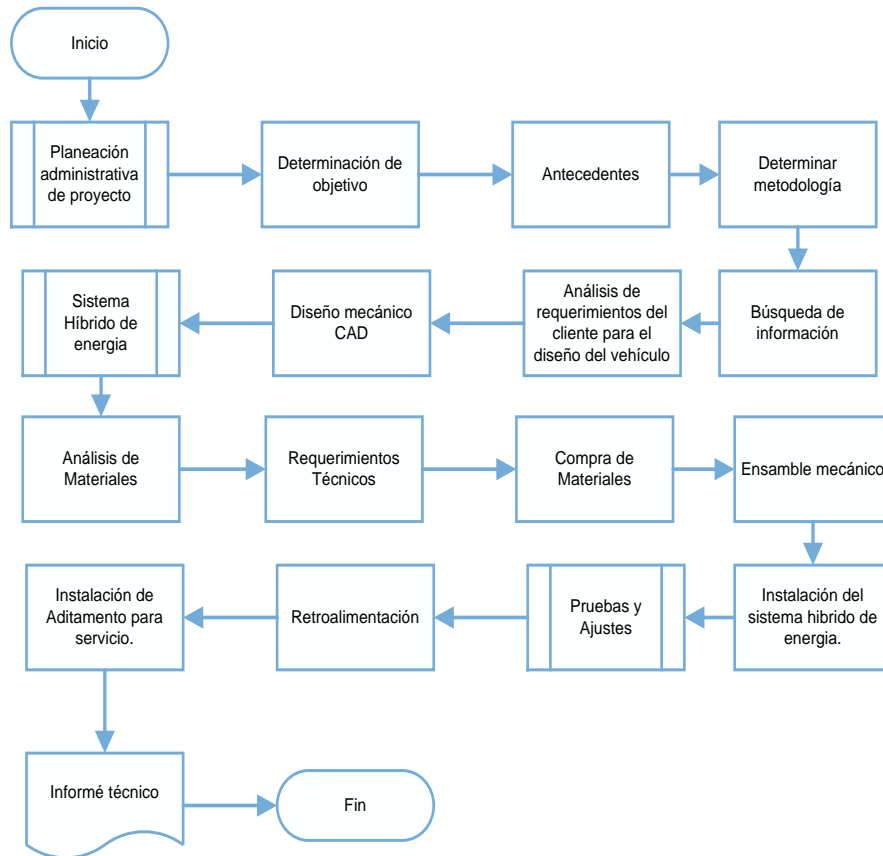 Inicio
Planeación
administrativa
de proyecto
Determinación de
objetivo
Antecedentes
Determinar
metodología
Búsqueda de
información
Análisis de
requerimientos del
cliente para el
diseño del vehículo
Diseño mecánico
CAD
Sistema
Híbrido de
energia
Análisis de
Materiales
Requerimientos
Técnicos
Compra de
Materiales
Ensamble mecánico
Instalación del
sistema hibrido de
energia.
Pruebas y
Ajustes
Retroalimentación
Instalación de
Aditamento para
servicio.
Informé técnico
Fin